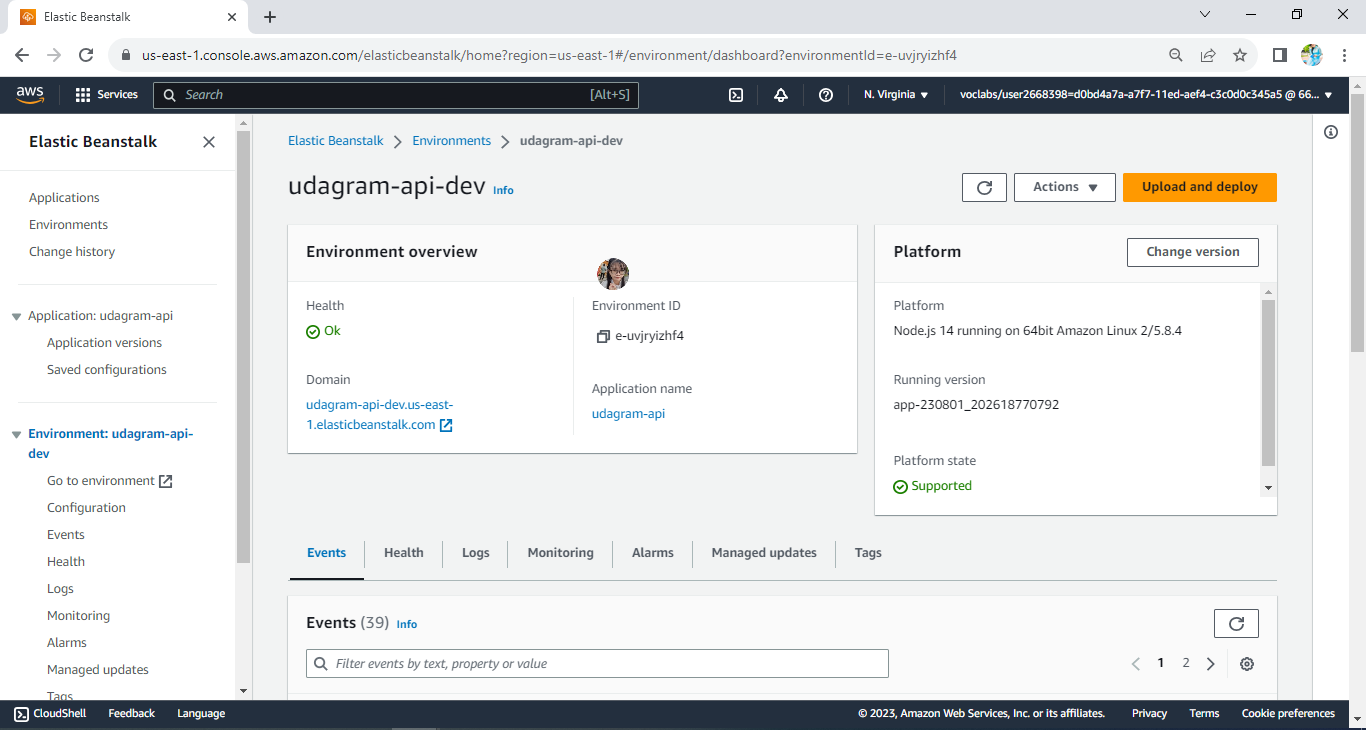 Elastic Beanstalk
us-east-1.console.aws.amazon.com/elasticbeanstalk/home?region=us-east-1#/environment/dashboard?environmentId=e-uvjryizhf4
aws
Services
Search
[Alt+S]
N. Virginia
voclabs/user2668398=d0bd4a7a-a7f7-11ed-aef4-c3c0d0c345a5 @ 66...
Elastic Beanstalk
Applications
Environments
Change history
Application: udagram-api
Application versions
Saved configurations
Environment: udagram-api-
dev
Go to environment
Configuration
Events
Health
Logs
Monitoring
Alarms
Managed updates
Tags
Elastic Beanstalk
Environments
udagram-api-dev
udagram-api-dev Info
Actions
Upload and deploy
Environment overview
Health
Ok
Domain
udagram-api-dev.us-east-
1.elasticbeanstalk.com
Environment ID
e-uvjryizhf4
Application name
udagram-api
Platform
Change version
Platform
Node.js 14 running on 64bit Amazon Linux 2/5.8.4
Running version
app-230801_202618770792
Platform state
Supported
Events
Health
Logs
Monitoring
Alarms
Managed updates
Tags
Events (39) Info
Filter events by text, property or value
1 2
CloudShell
Feedback
Language
© 2023, Amazon Web Services, Inc. or its affiliates.
Privacy
Terms
Cookie preferences